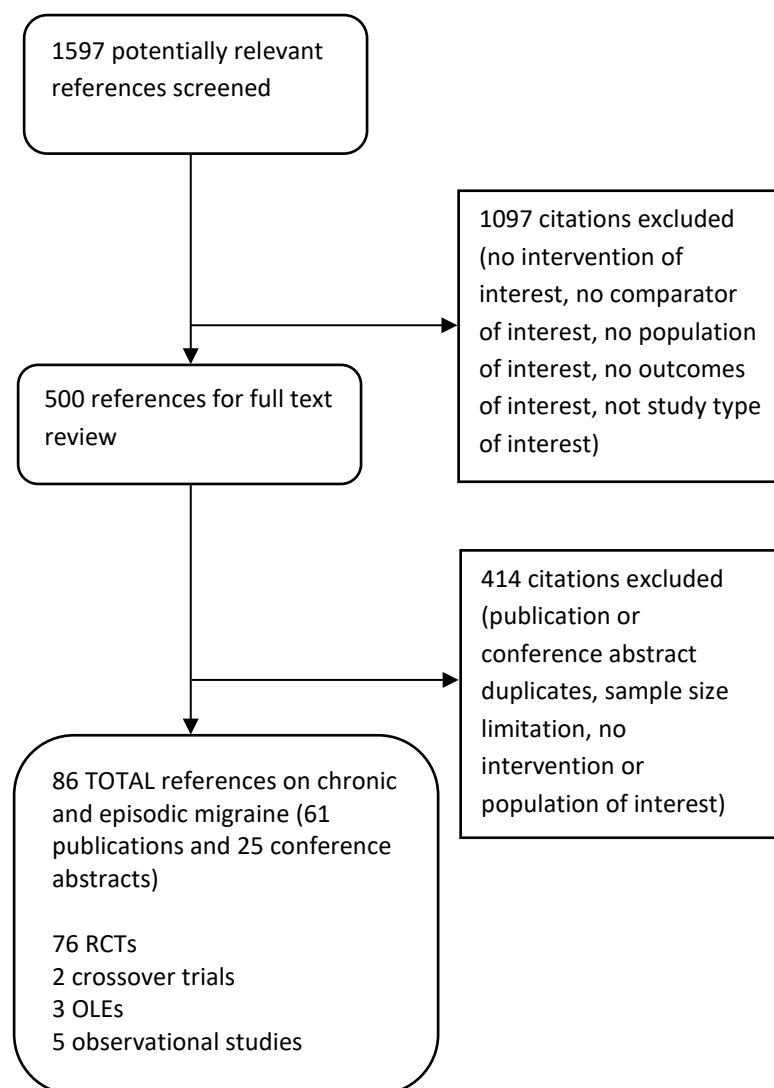 1597 potentially relevant
references screened
1097 citations excluded
(no intervention of
interest, no comparator
of interest, no population
of interest, no outcomes
of interest, not study type
of interest)
500 references for full text
review
414 citations excluded
(publication or
conference abstract
duplicates, sample size
limitation, no
intervention or
population of interest)
86 TOTAL references on chronic
and episodic migraine (61
publications and 25 conference
abstracts)
76 RCTs
2 crossover trials
3 OLEs
5 observational studies